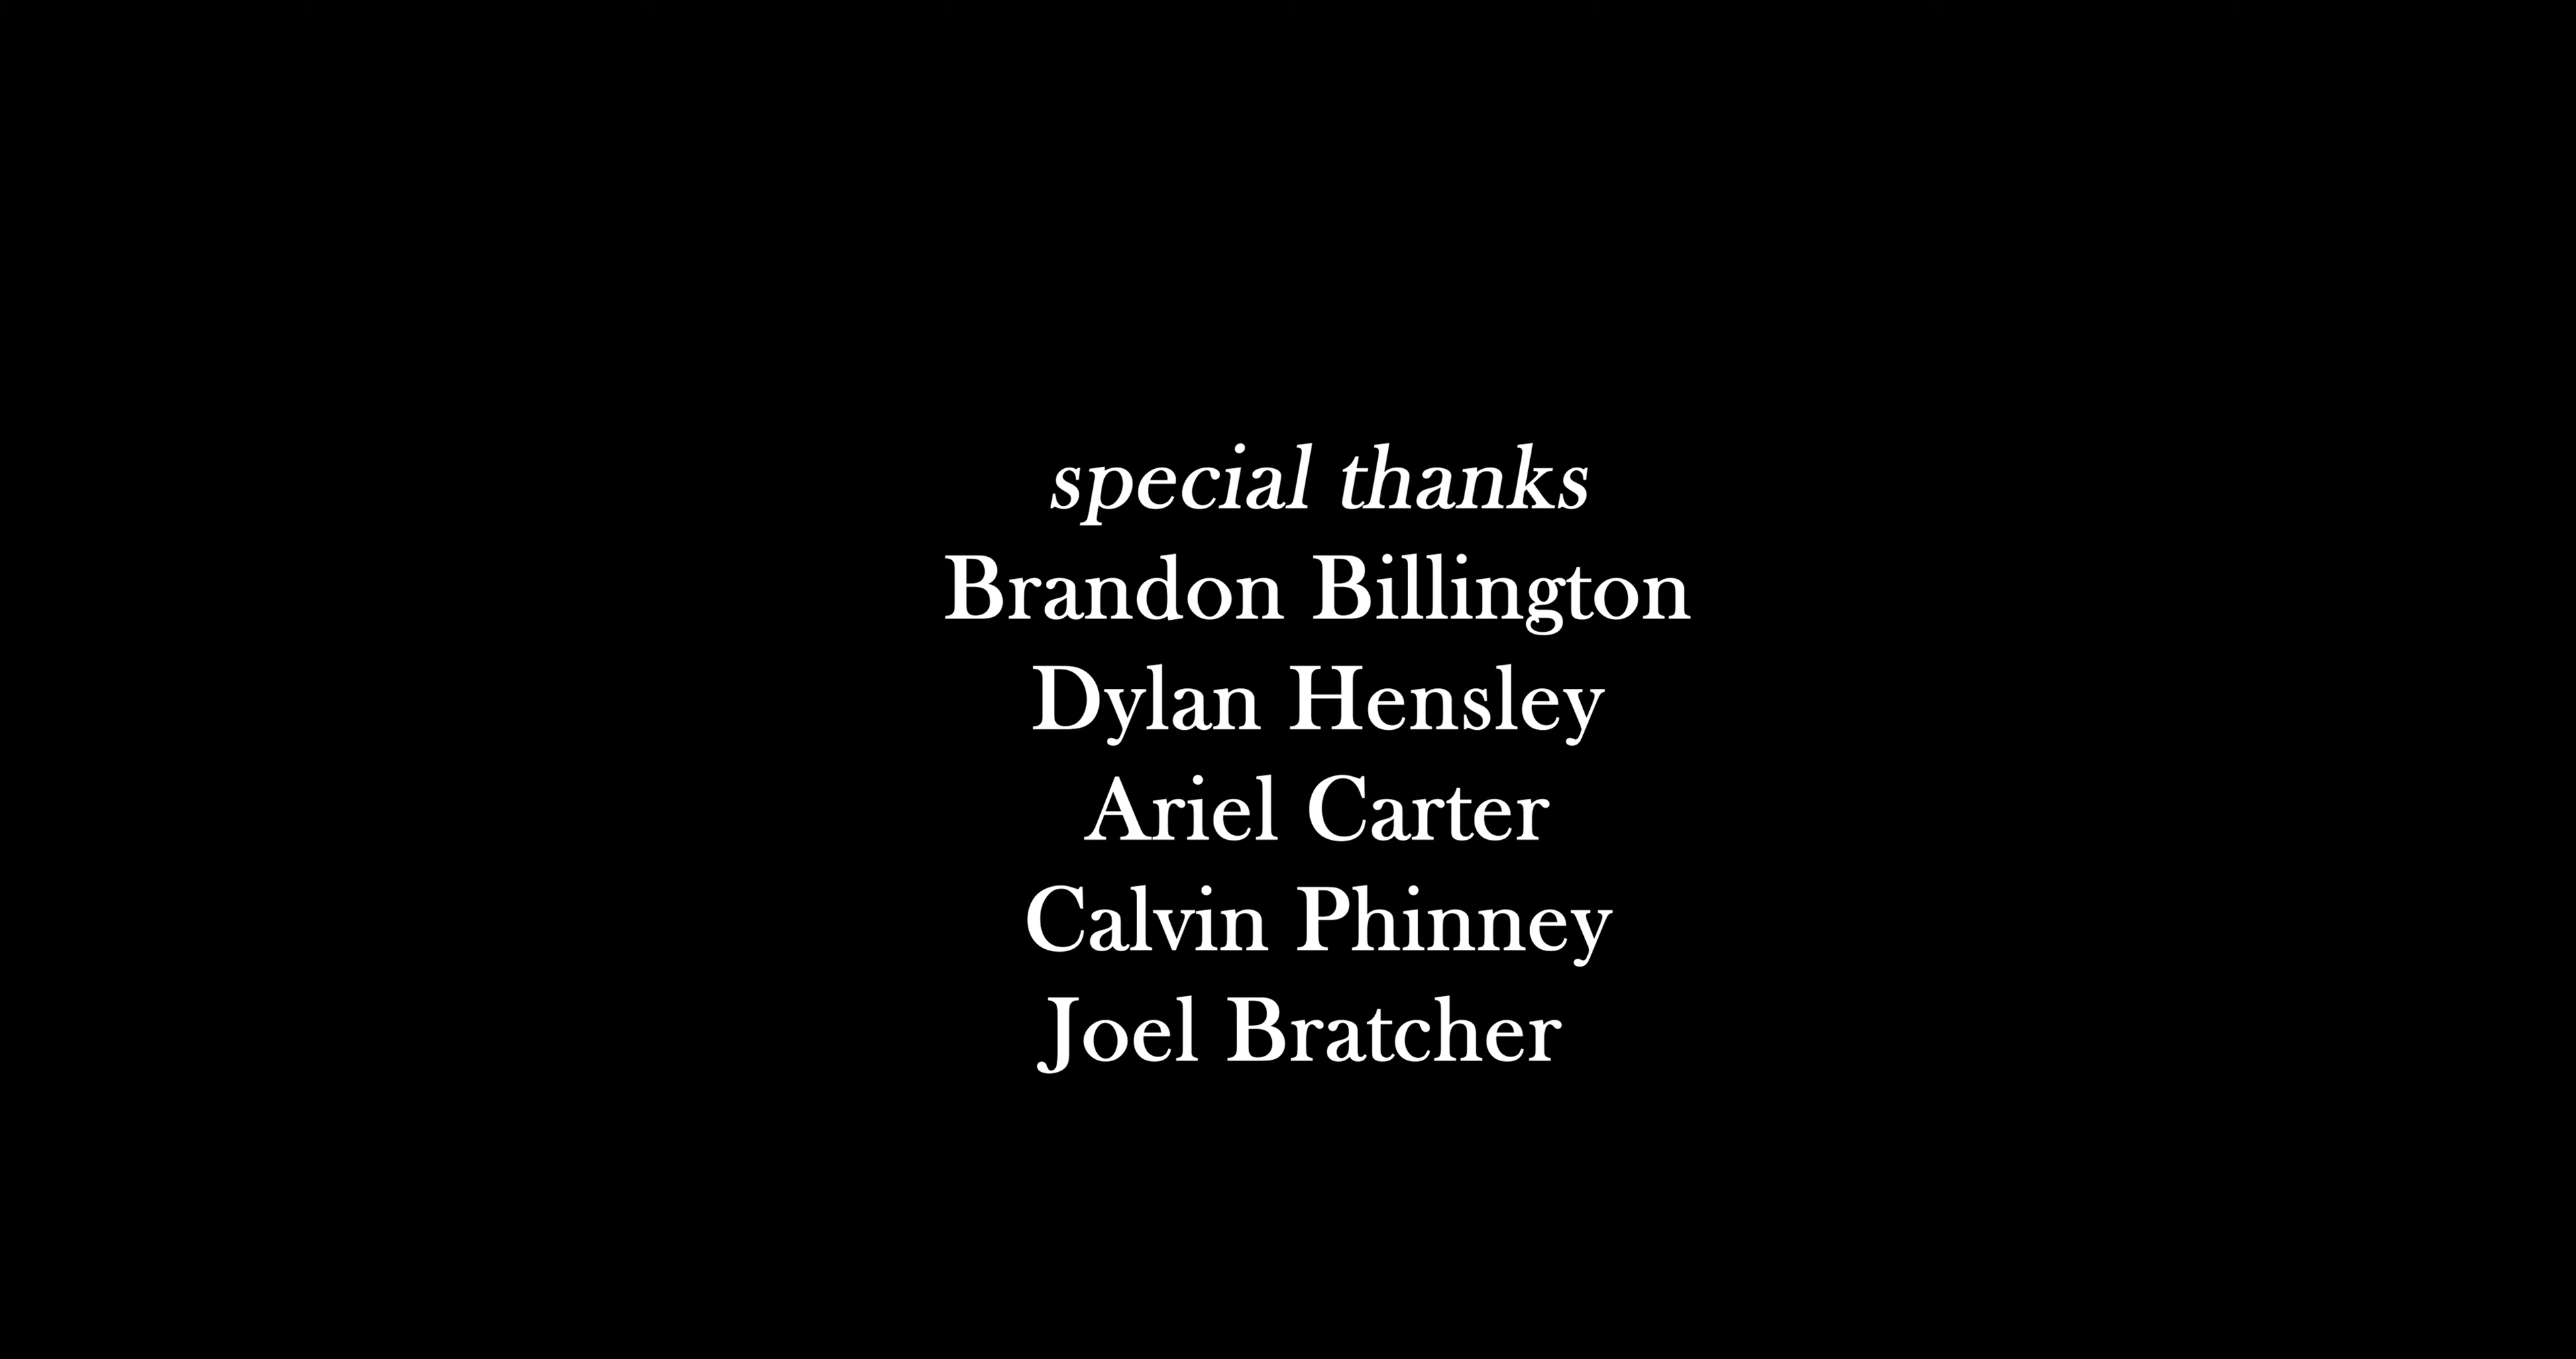 special thanks
Brandon Billington
Dylan Hensley
Ariel Carter
Calvin Phinney
Joel Bratcher